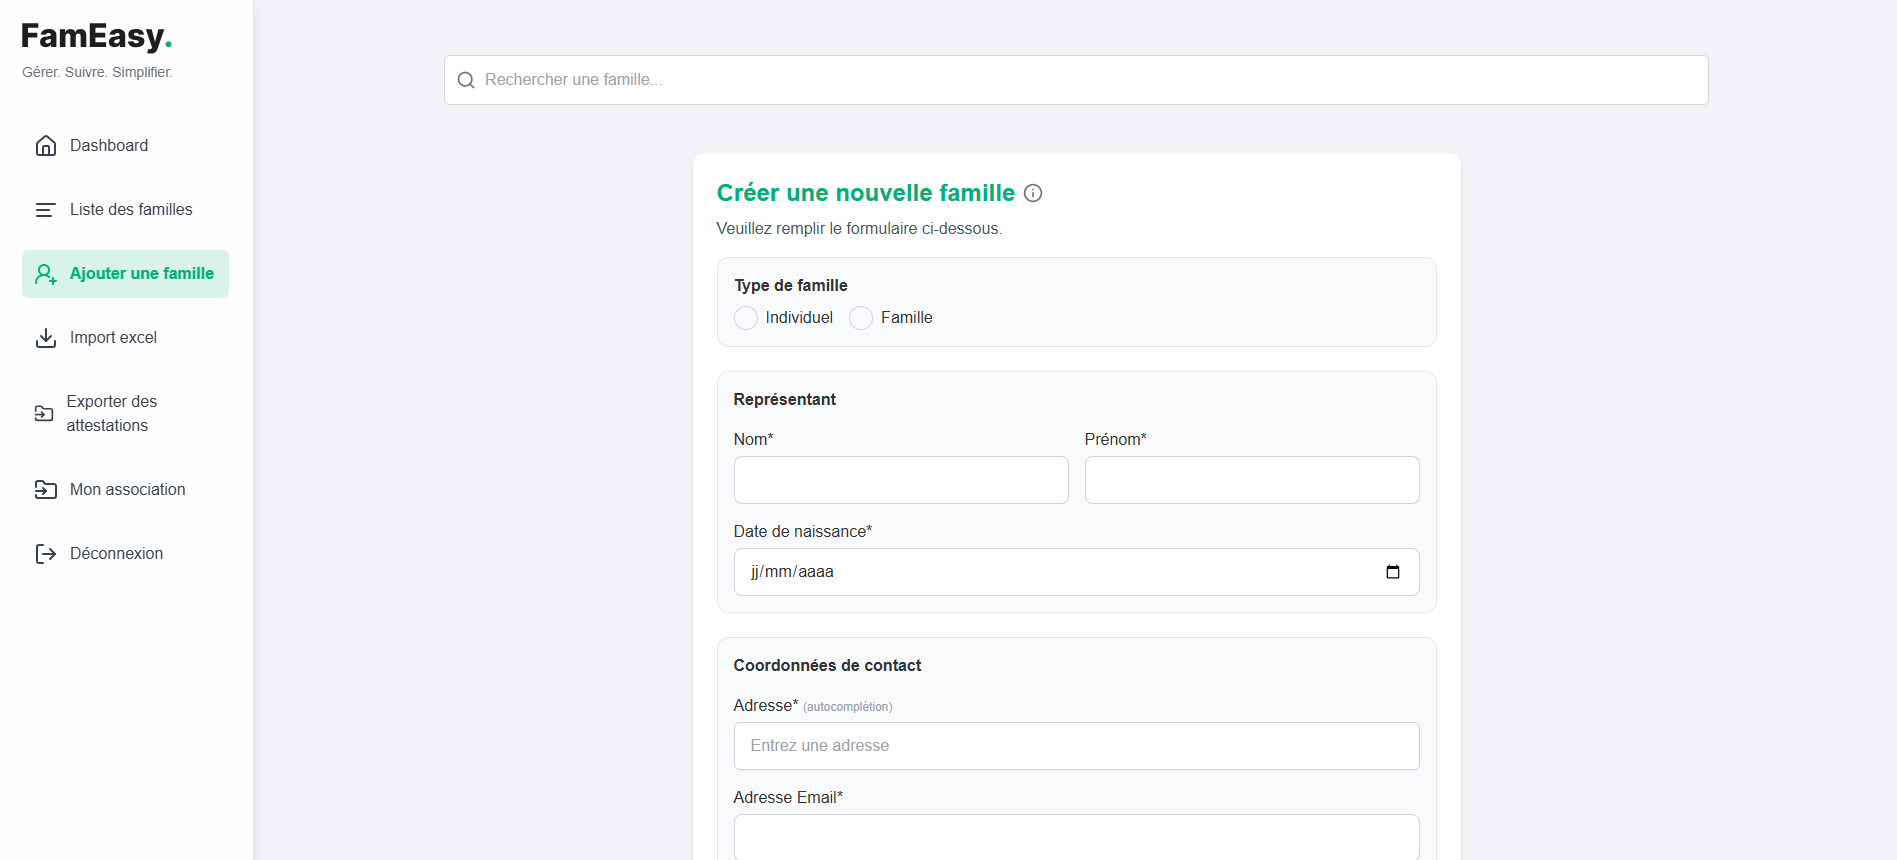 FamEasy.
Gérer. Suivre. Simplifier.
Dashboard
Liste des familles
Ajouter une famille
Import excel
Exporter des
attestations
Mon association
Déconnexion
Rechercher une famille...
Créer une nouvelle famille
Veuillez remplir le formulaire ci-dessous.
Type de famille
Individuel Famille
Représentant
Nom* Prénom*
Date de naissance*
jj/mm/aaaa
Coordonnées de contact
Adresse* (autocomplétion)
Entrez une adresse
Adresse Email*